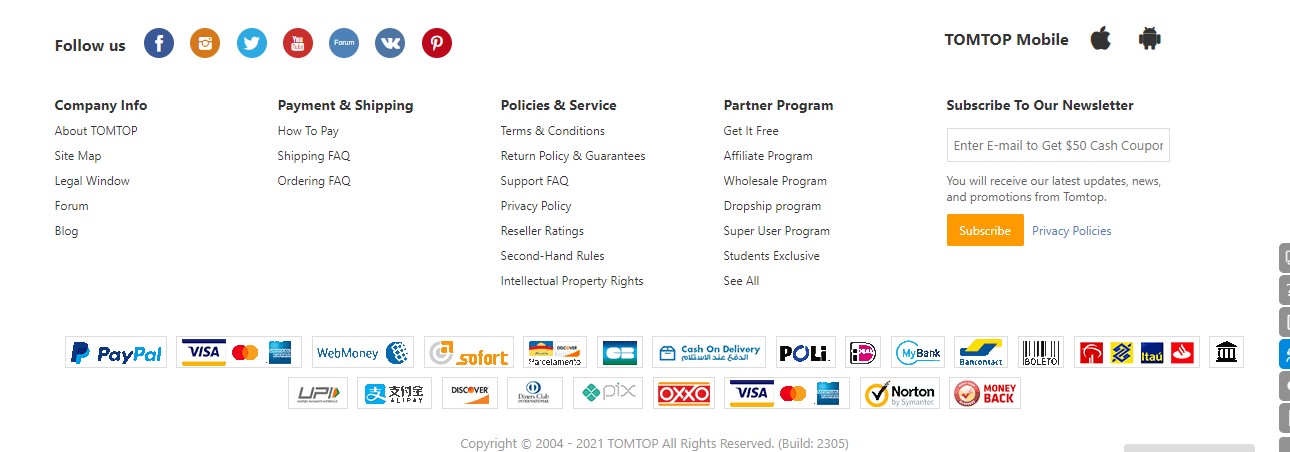 Follow us
You Tube
Forum
TOMTOP Mobile
Company Info
About TOMTOP
Site Map
Legal Window
Forum
Blog
Payment & Shipping
How To Pay
Shipping FAQ
Ordering FAQ
Policies & Service
Terms & Conditions
Return Policy & Guarantees
Support FAQ
Privacy Policy
Reseller Ratings
Second-Hand Rules
Intellectual Property Rights
Partner Program
Get It Free
Affiliate Program
Wholesale Program
Dropship program
Super User Program
Students Exclusive
See All
Subscribe To Our Newsletter
Enter E-mail to Get $50 Cash Coupor
You will receive our latest updates, news,
and promotions from Tomtop.
Subscribe Privacy Policies
PayPal
VISA
WebMoney
sofort
DISCOVER
Parcelamento
CB
Cash On Delivery
الدفع عند الاستلام
POLi
iDEAL
MyBank
Bancontact
BOLETO
Itaú
UPI
支付宝
ALIPAY
DISCOVER
Diners Club
INTERNATIONAL
pix
OXXO
VISA
Norton
by Symantec
MONEY
BACK
Copyright © 2004 - 2021 TOMTOP All Rights Reserved. (Build: 2305)